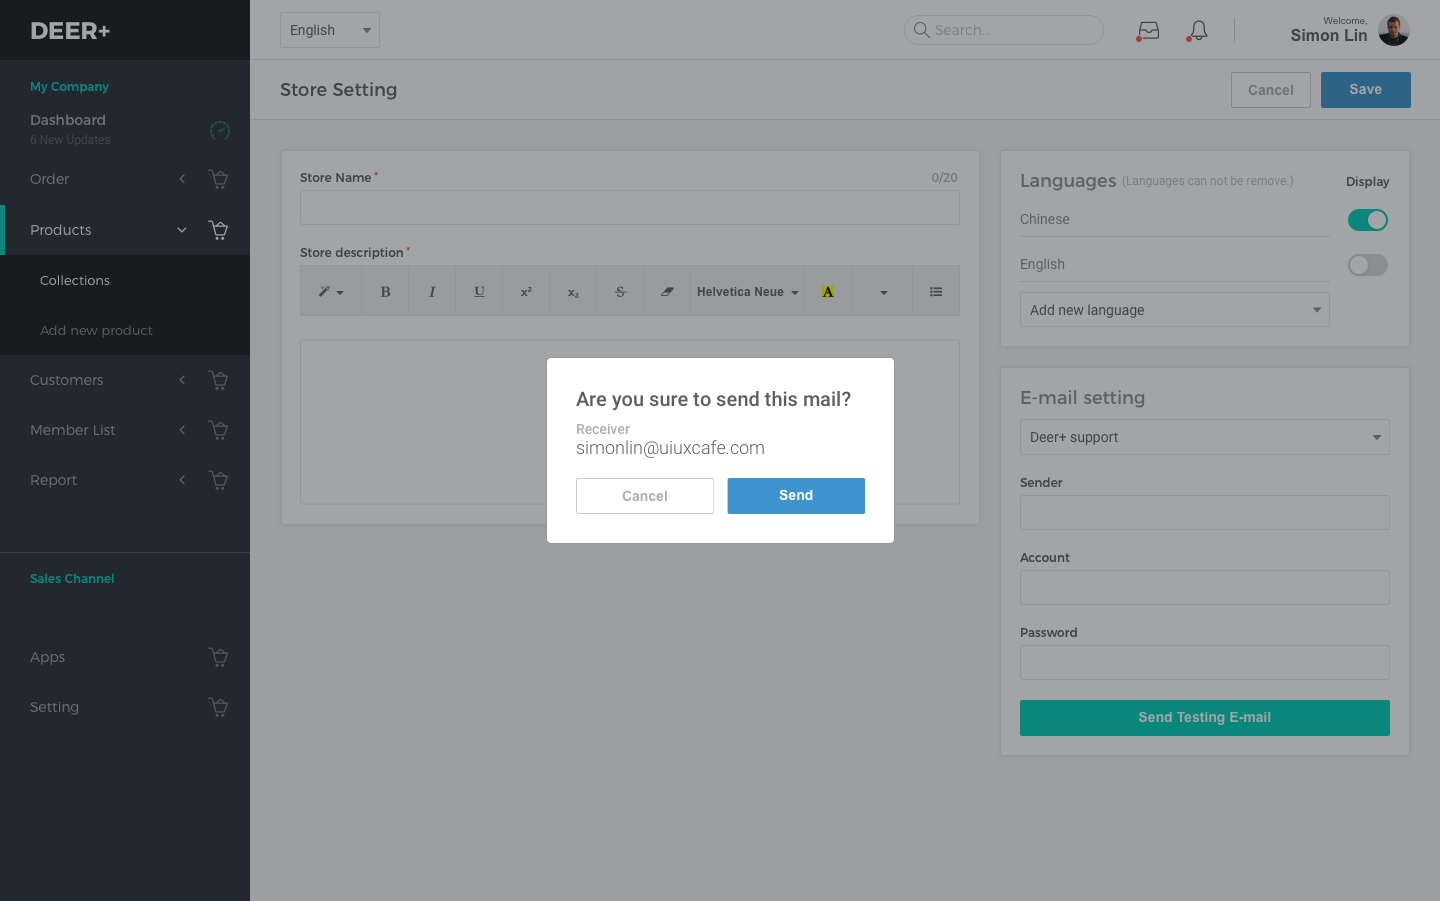 DEER+
English
Search...
Welcome,
Simon Lin
My Company
Dashboard
6 New Updates
Order
Products
Collections
Add new product
Customers
Member List
Report
Sales Channel
Apps
Setting
Store Setting
Cancel
Save
Store Name*
0/20
Store description*
B I U x² x₂ S Helvetica Neue A
Languages (Languages can not be remove.) Display
Chinese
English
Add new language
E-mail setting
Deer+ support
Sender
Account
Password
Send Testing E-mail
Are you sure to send this mail?
Receiver
simonlin@uiuxcafe.com
Cancel
Send